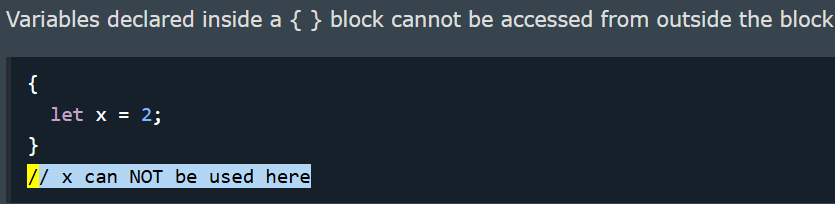 Variables declared inside a { } block cannot be accessed from outside the block
{
  let x = 2;
}
// x can NOT be used here